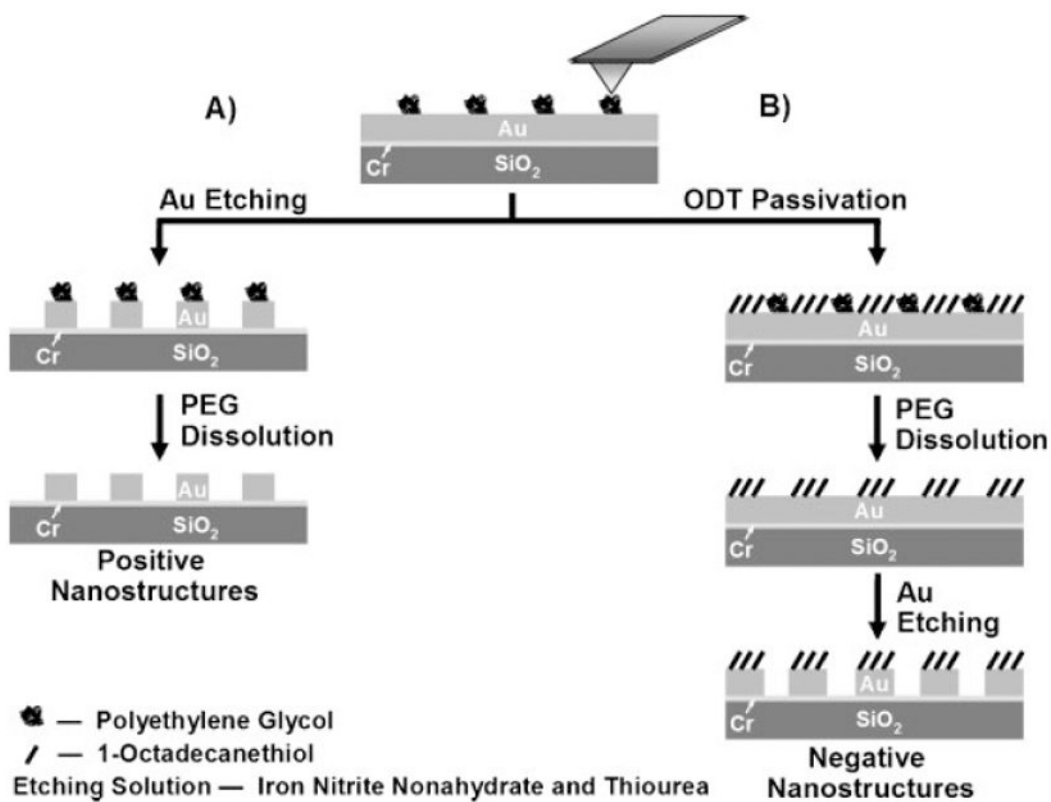 A)
B)
Au
Cr
SiO₂
Au Etching
ODT Passivation
Au
Cr
SiO₂
Au
Cr
SiO₂
PEG
Dissolution
PEG
Dissolution
Au
Cr
SiO₂
Au
Cr
SiO₂
Positive
Nanostructures
Au
Etching
Au
Cr
SiO₂
Negative
Nanostructures
— Polyethylene Glycol
— 1-Octadecanethiol
Etching Solution — Iron Nitrite Nonahydrate and Thiourea